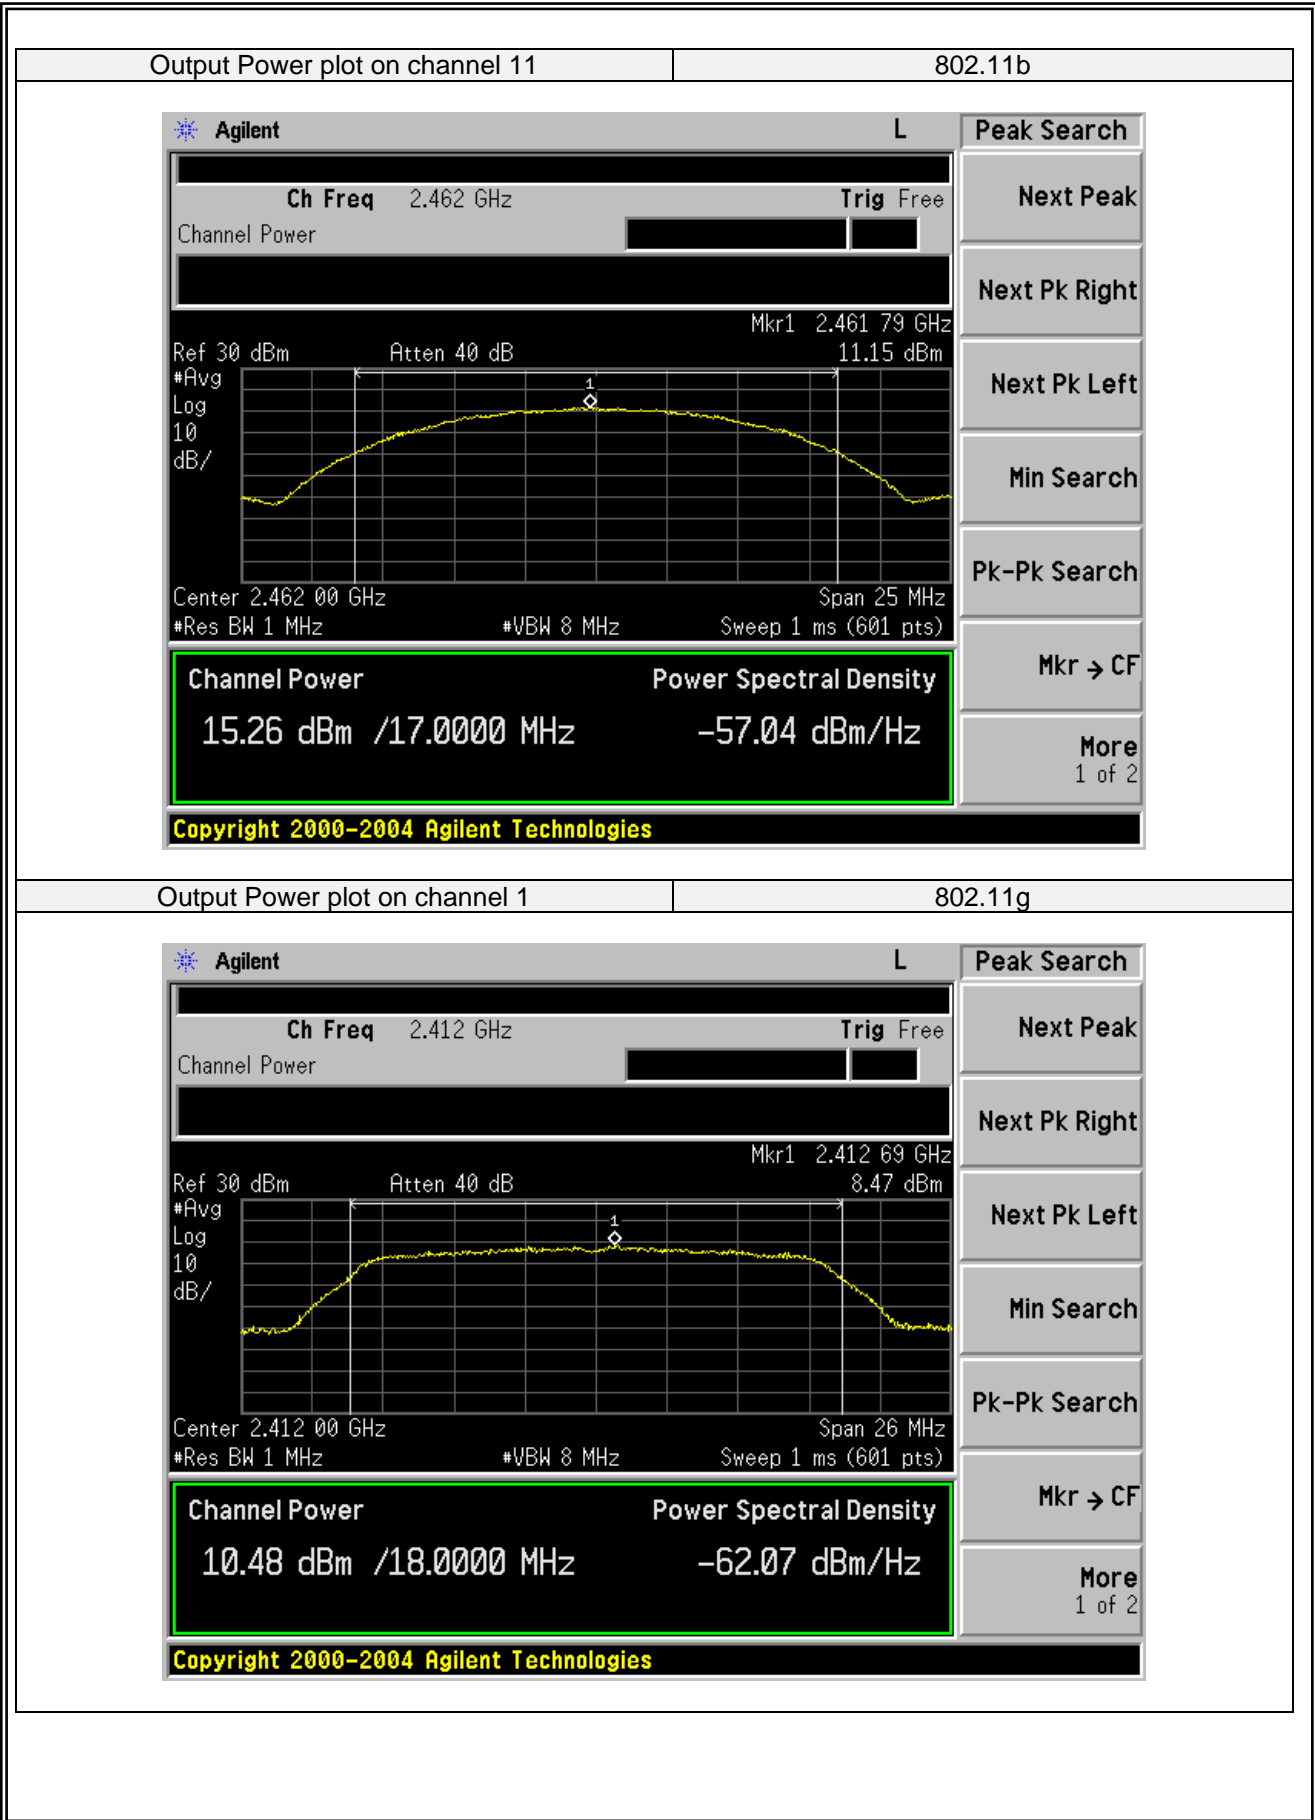 Output Power plot on channel 11 802.11b
Agilent L Peak Search
Ch Freq 2.462 GHz Trig Free
Channel Power
Next Peak
Next Pk Right
Next Pk Left
Min Search
Pk-Pk Search
Mkr → CF
More
1 of 2
Mkr1 2.461 79 GHz
Ref 30 dBm Atten 40 dB 11.15 dBm
#Avg
Log
10
dB/
1
Center 2.462 00 GHz Span 25 MHz
#Res BW 1 MHz #VBW 8 MHz Sweep 1 ms (601 pts)
Channel Power Power Spectral Density
15.26 dBm /17.0000 MHz -57.04 dBm/Hz
Copyright 2000-2004 Agilent Technologies
Output Power plot on channel 1 802.11g
Agilent L Peak Search
Ch Freq 2.412 GHz Trig Free
Channel Power
Next Peak
Next Pk Right
Next Pk Left
Min Search
Pk-Pk Search
Mkr → CF
More
1 of 2
Mkr1 2.412 69 GHz
Ref 30 dBm Atten 40 dB 8.47 dBm
#Avg
Log
10
dB/
1
Center 2.412 00 GHz Span 26 MHz
#Res BW 1 MHz #VBW 8 MHz Sweep 1 ms (601 pts)
Channel Power Power Spectral Density
10.48 dBm /18.0000 MHz -62.07 dBm/Hz
Copyright 2000-2004 Agilent Technologies